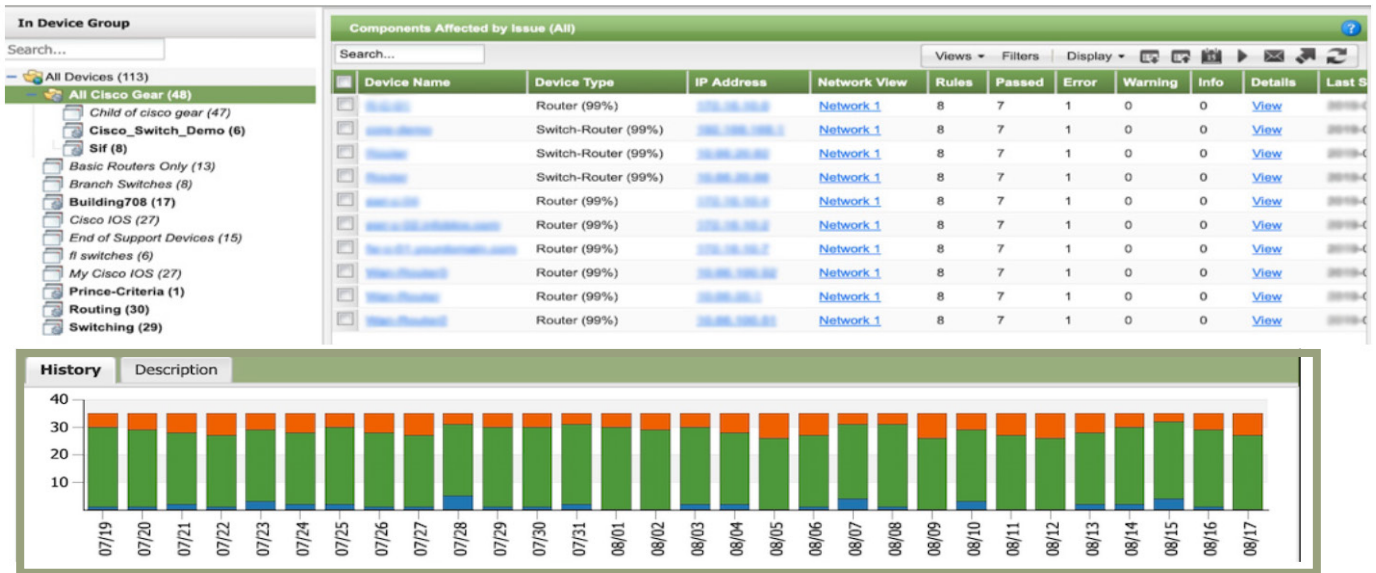 In Device Group
Search...
All Devices (113)
All Cisco Gear (48)
Child of cisco gear (47)
Cisco_Switch_Demo (6)
Sif (8)
Basic Routers Only (13)
Branch Switches (8)
Building708 (17)
Cisco IOS (27)
End of Support Devices (15)
fl switches (6)
My Cisco IOS (27)
Prince-Criteria (1)
Routing (30)
Switching (29)
Components Affected by Issue (All) ?
Search... Views Filters Display
Device Name Device Type IP Address Network View Rules Passed Error Warning Info Details Last S
Router (99%) Network 1 8 7 1 0 0 View
Switch-Router (99%) Network 1 8 7 1 0 0 View
Switch-Router (99%) Network 1 8 7 1 0 0 View
Switch-Router (99%) Network 1 8 7 1 0 0 View
Router (99%) Network 1 8 7 1 0 0 View
Router (99%) Network 1 8 7 1 0 0 View
Router (99%) Network 1 8 7 1 0 0 View
Router (99%) Network 1 8 7 1 0 0 View
Router (99%) Network 1 8 7 1 0 0 View
Router (99%) Network 1 8 7 1 0 0 View
History Description
40
30
20
10
07/19 07/20 07/21 07/22 07/23 07/24 07/25 07/26 07/27 07/28 07/29 07/30 07/31 08/01 08/02 08/03 08/04 08/05 08/06 08/07 08/08 08/09 08/10 08/11 08/12 08/13 08/14 08/15 08/16 08/17